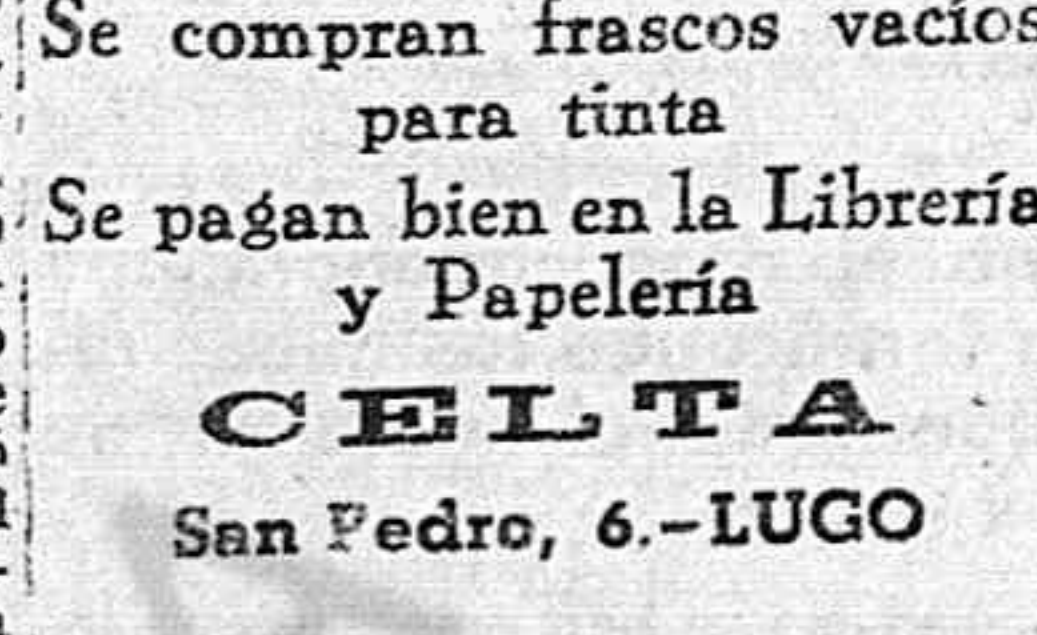 Se compran frascos vacíos
para tinta
Se pagan bien en la Librería
y Papelería
CELTA
San Pedro, 6.-LUGO